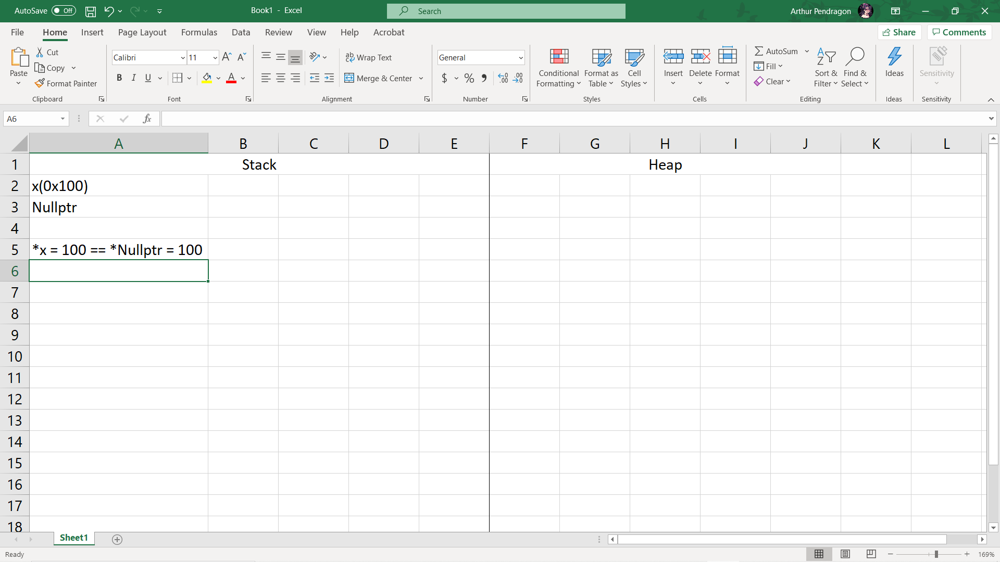 AutoSave Off Book1 - Excel Search Arthur Pendragon
File Home Insert Page Layout Formulas Data Review View Help Acrobat Share Comments
Paste
Cut
Copy
Format Painter
Clipboard
Calibri 11
B I U A
Font
Wrap Text
Merge & Center
Alignment
General
$ % 9
Number
Conditional Formatting
Format as Table
Cell Styles
Styles
Insert Delete Format
Cells
AutoSum
Fill
Clear
Sort & Filter
Find & Select
Editing
Ideas
Ideas
Sensitivity
Sensitivity
A6 fx
A B C D E F G H I J K L
1 Stack Heap
2 x(0x100)
3 Nullptr
4
5 *x = 100 == *Nullptr = 100
6
7
8
9
10
11
12
13
14
15
16
17
18
Sheet1
Ready 169%